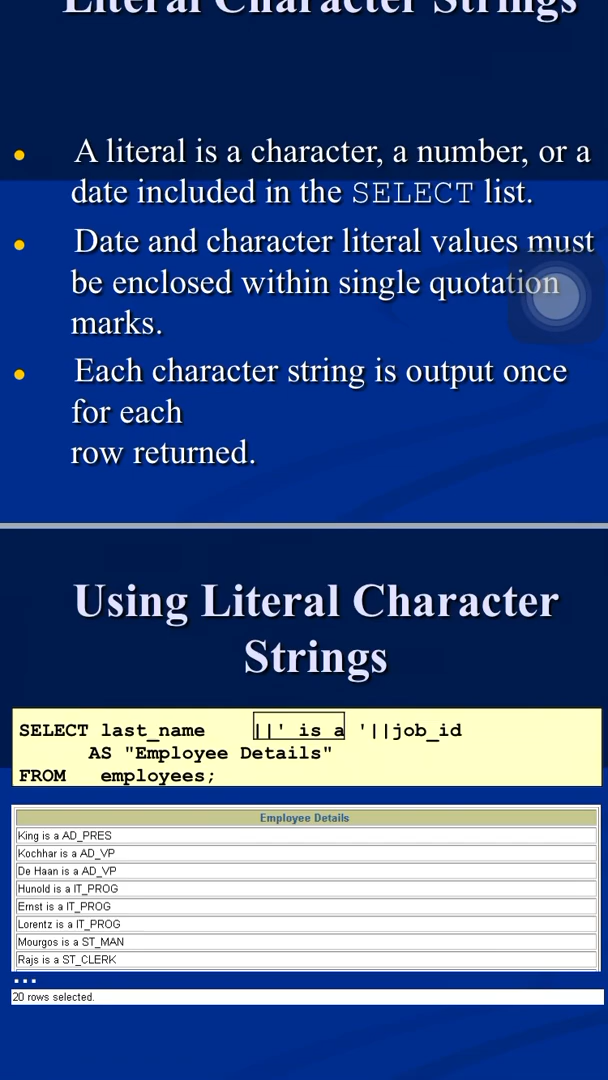 Literal Character Strings
A literal is a character, a number, or a
date included in the SELECT list.
Date and character literal values must
be enclosed within single quotation
marks.
Each character string is output once
for each
row returned.
Using Literal Character
Strings
SELECT last_name    ||' is a '||job_id
AS "Employee Details"
FROM   employees;
Employee Details
King is a AD_PRES
Kochhar is a AD_VP
De Haan is a AD_VP
Hunold is a IT_PROG
Ernst is a IT_PROG
Lorentz is a IT_PROG
Mourgos is a ST_MAN
Rajs is a ST_CLERK
...
20 rows selected.